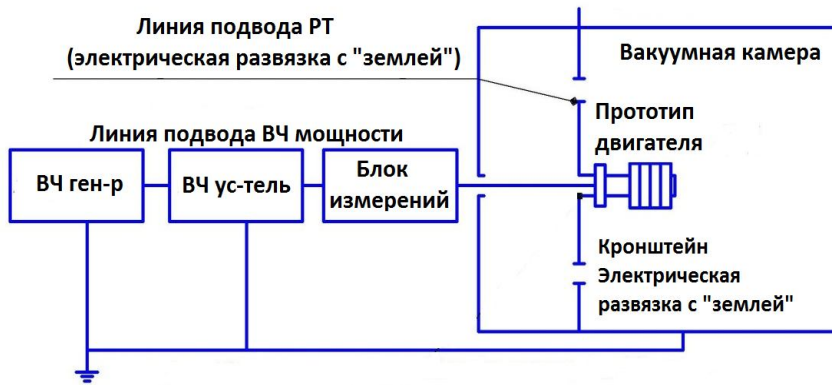 Линия подвода РТ
(электрическая развязка с "землей")
Вакуумная камера
Прототип
двигателя
Линия подвода ВЧ мощности
ВЧ ген-р
ВЧ ус-тель
Блок
измерений
Кронштейн
Электрическая
развязка с "землей"